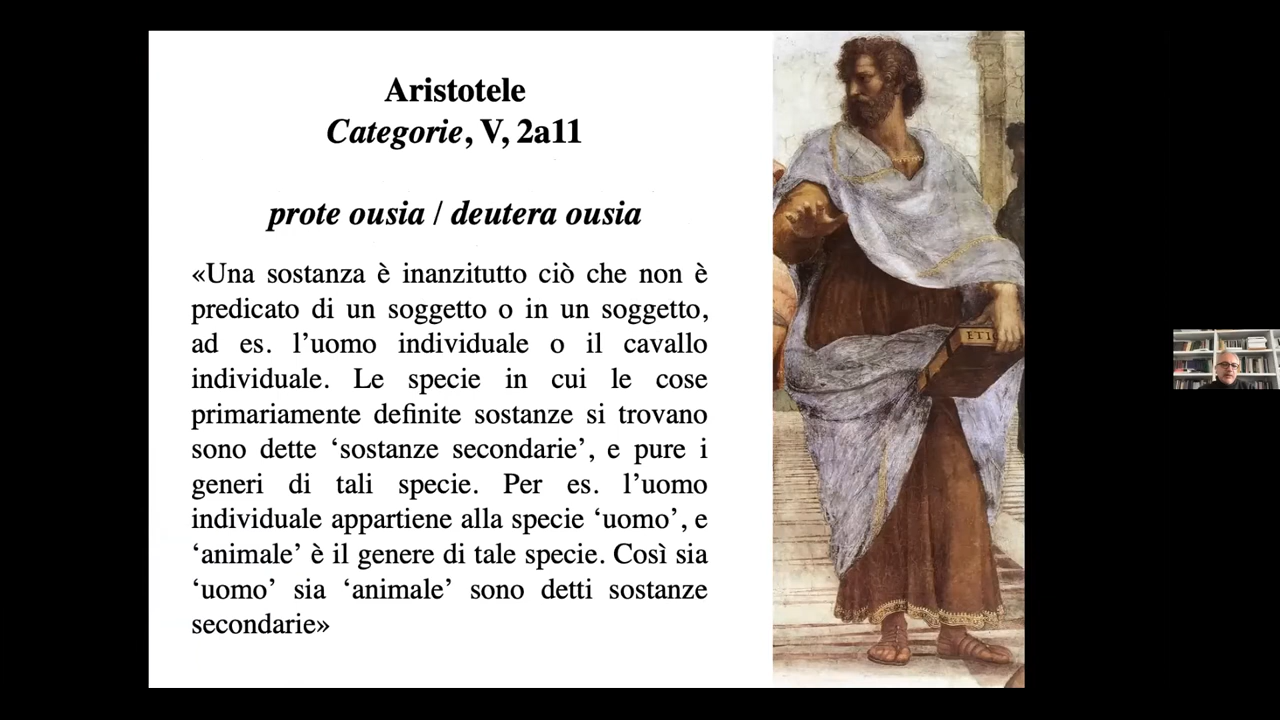 Aristotele
Categorie, V, 2a11
prote ousia / deutera ousia
«Una sostanza è inanzitutto ciò che non è
predicato di un soggetto o in un soggetto,
ad es. l’uomo individuale o il cavallo
individuale. Le specie in cui le cose
primariamente definite sostanze si trovano
sono dette ‘sostanze secondarie’, e pure i
generi di tali specie. Per es. l’uomo
individuale appartiene alla specie ‘uomo’, e
‘animale’ è il genere di tale specie. Così sia
‘uomo’ sia ‘animale’ sono detti sostanze
secondarie»
ETI